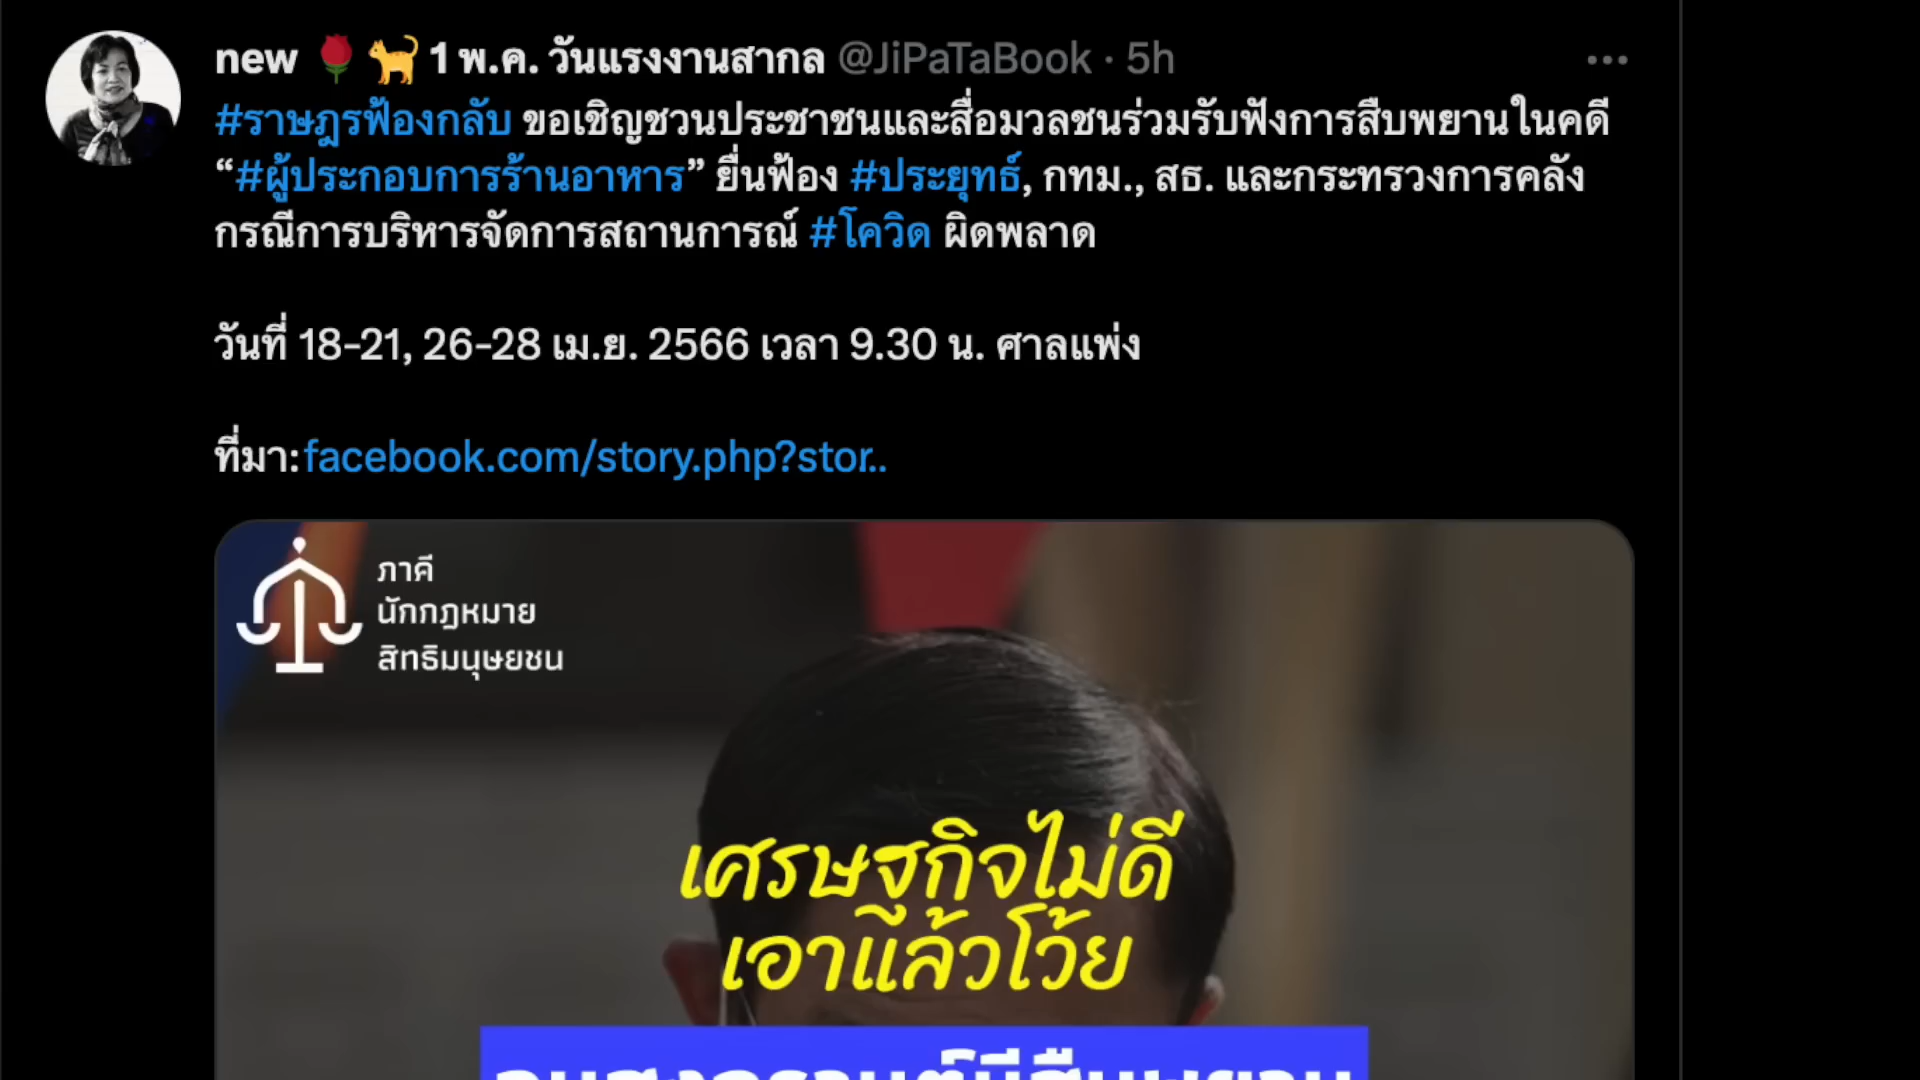 new 🌹🐈 1 พ.ค. วันแรงงานสากล @JiPaTaBook · 5h
#ราษฎรฟ้องกลับ ขอเชิญชวนประชาชนและสื่อมวลชนร่วมรับฟังการสืบพยานในคดี
“#ผู้ประกอบการร้านอาหาร” ยื่นฟ้อง #ประยุทธ์, กทม., สธ. และกระทรวงการคลัง
กรณีการบริหารจัดการสถานการณ์ #โควิด ผิดพลาด
วันที่ 18-21, 26-28 เม.ย. 2566 เวลา 9.30 น. ศาลแพ่ง
ที่มา:facebook.com/story.php?stor..
ภาคี
นักกฎหมาย
สิทธิมนุษยชน
เศรษฐกิจไม่ดี
เอาแล้วโว้ย